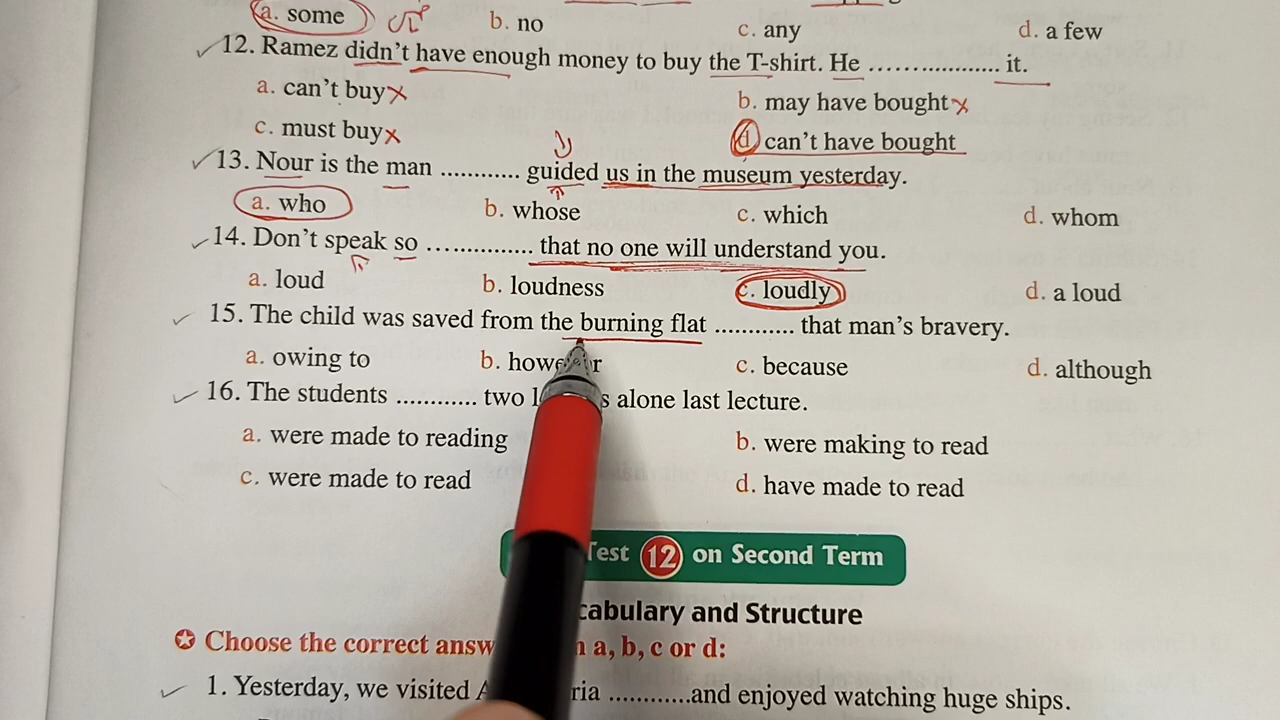 a. some b. no c. any d. a few
12. Ramez didn't have enough money to buy the T-shirt. He .................... it.
a. can't buy b. may have bought
c. must buy d can't have bought
13. Nour is the man ............ guided us in the museum yesterday.
a. who b. whose c. which d. whom
14. Don't speak so ................ that no one will understand you.
a. loud b. loudness c. loudly d. a loud
15. The child was saved from the burning flat ............ that man's bravery.
a. owing to b. c. because d. although
16. The students ............ two alone last lecture.
a. were made to reading b. were making to read
c. were made to read d. have made to read
Test 12 on Second Term
and Structure
Choose the correct a, b, c or d:
1. Yesterday, we visited ...........and enjoyed watching huge ships.